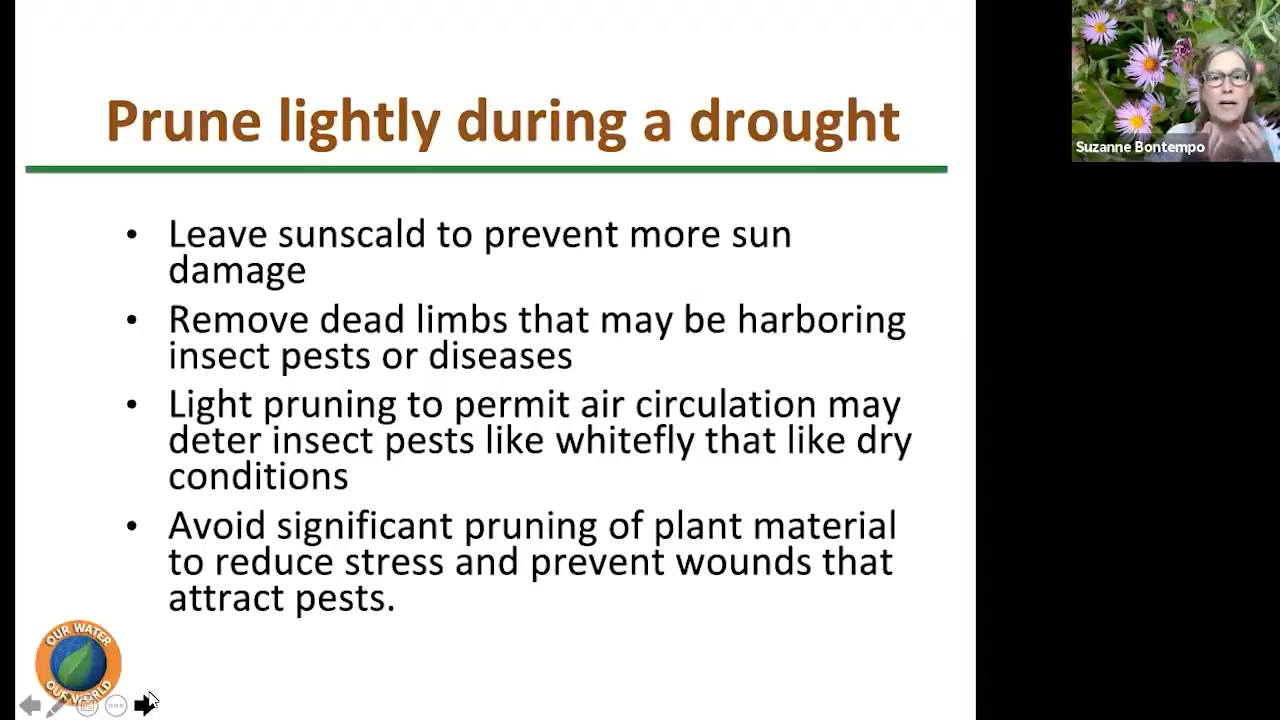 Prune lightly during a drought
• Leave sunscald to prevent more sun
damage
• Remove dead limbs that may be harboring
insect pests or diseases
• Light pruning to permit air circulation may
deter insect pests like whitefly that like dry
conditions
• Avoid significant pruning of plant material
to reduce stress and prevent wounds that
attract pests.
Suzanne Bontempo
OUR WATER
OUR WORLD